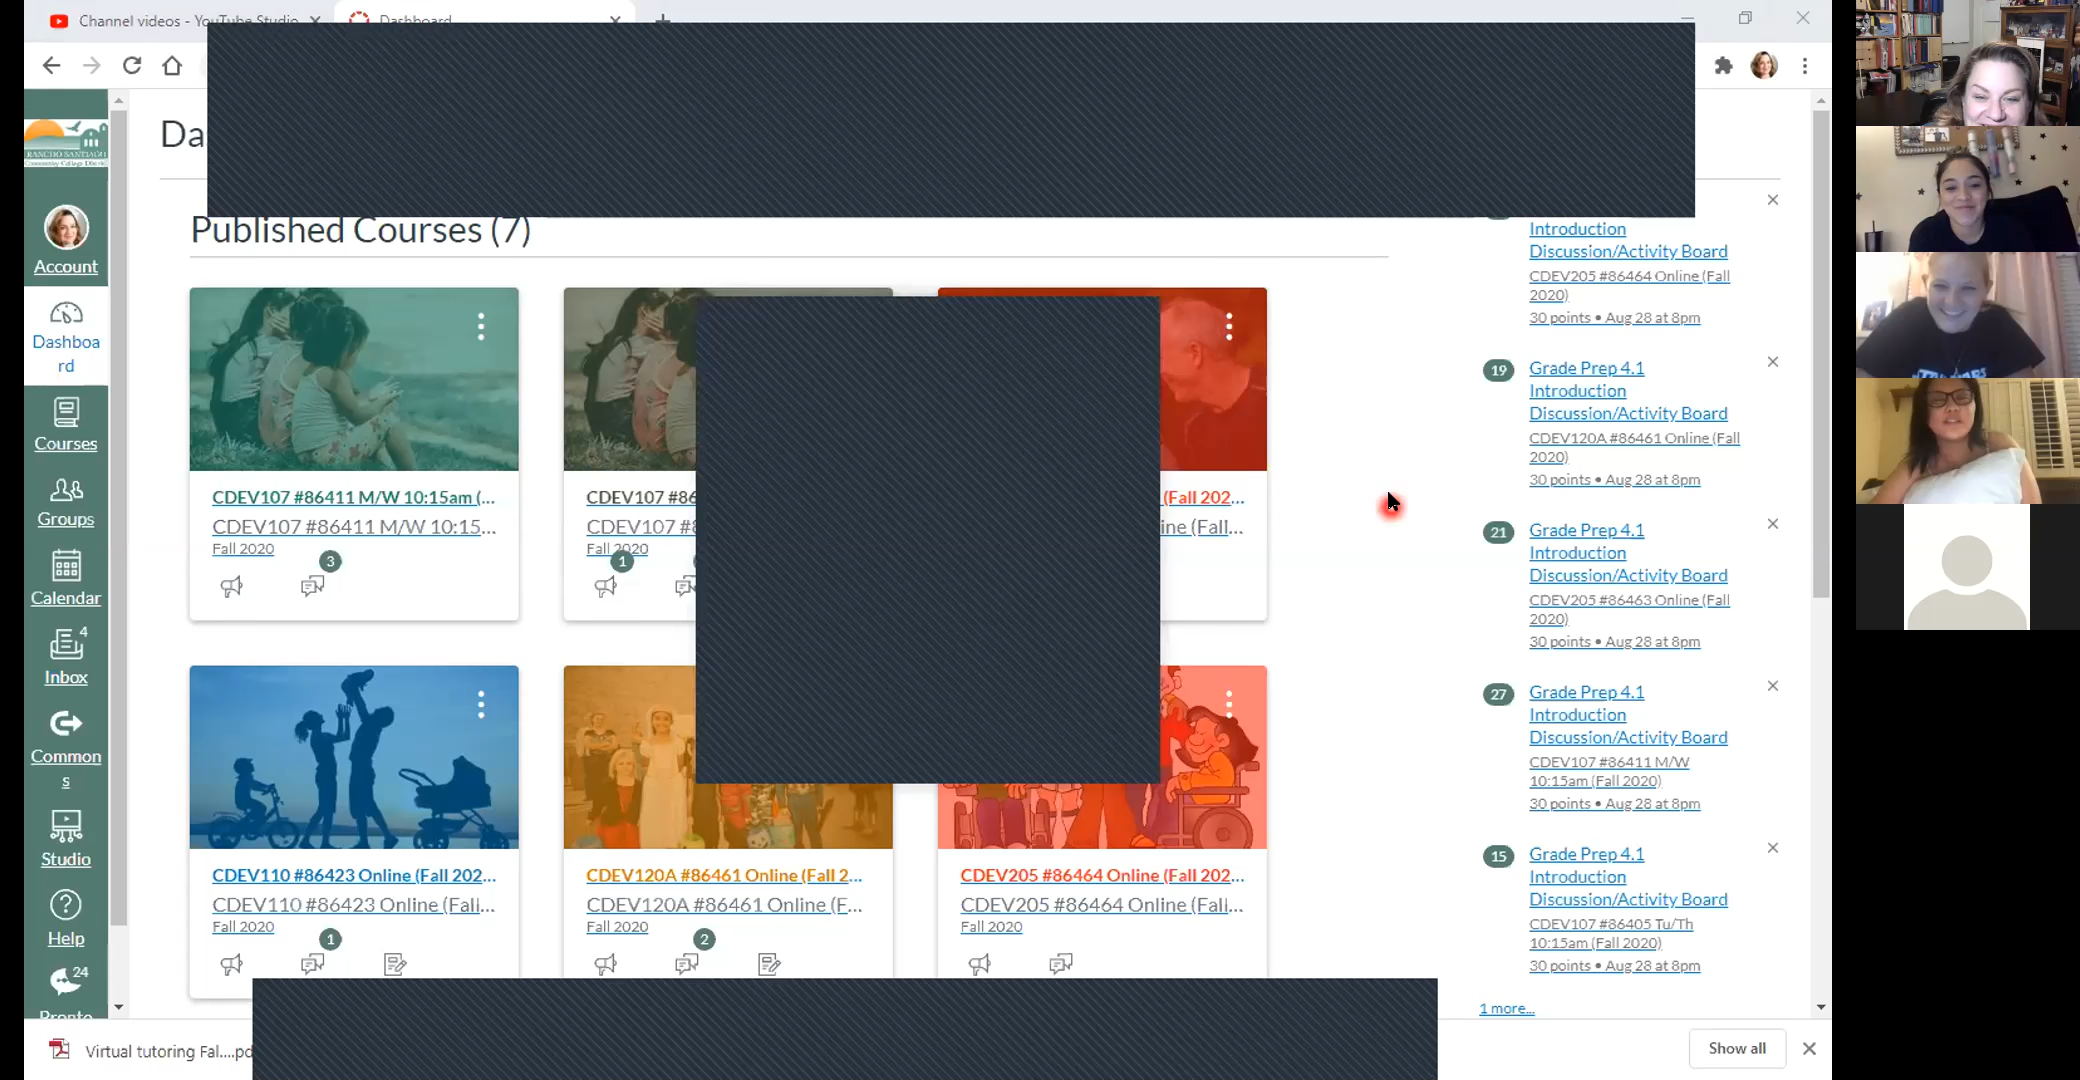 Channel videos - YouTube Studio
Dashboard
RANCHO SANTIAGO
Community College District
Account
Dashboa
rd
Courses
Groups
Calendar
4
Inbox
Common
s
Studio
Help
24
Pronto
Published Courses (7)
CDEV107 #86411 M/W 10:15am (...
CDEV107 #86411 M/W 10:15...
Fall 2020
3
CDEV107 #86
CDEV107 #8
Fall 2020
1
(Fall 202...
ine (Fall...
CDEV110 #86423 Online (Fall 202...
CDEV110 #86423 Online (Fall...
Fall 2020
1
CDEV120A #86461 Online (Fall 2...
CDEV120A #86461 Online (F...
Fall 2020
2
CDEV205 #86464 Online (Fall 202...
CDEV205 #86464 Online (Fall...
Fall 2020
Introduction
Discussion/Activity Board
CDEV205 #86464 Online (Fall
2020)
30 points • Aug 28 at 8pm
19 Grade Prep 4.1
Introduction
Discussion/Activity Board
CDEV120A #86461 Online (Fall
2020)
30 points • Aug 28 at 8pm
21 Grade Prep 4.1
Introduction
Discussion/Activity Board
CDEV205 #86463 Online (Fall
2020)
30 points • Aug 28 at 8pm
27 Grade Prep 4.1
Introduction
Discussion/Activity Board
CDEV107 #86411 M/W
10:15am (Fall 2020)
30 points • Aug 28 at 8pm
15 Grade Prep 4.1
Introduction
Discussion/Activity Board
CDEV107 #86405 Tu/Th
10:15am (Fall 2020)
30 points • Aug 28 at 8pm
1 more...
Virtual tutoring Fal....pd
Show all